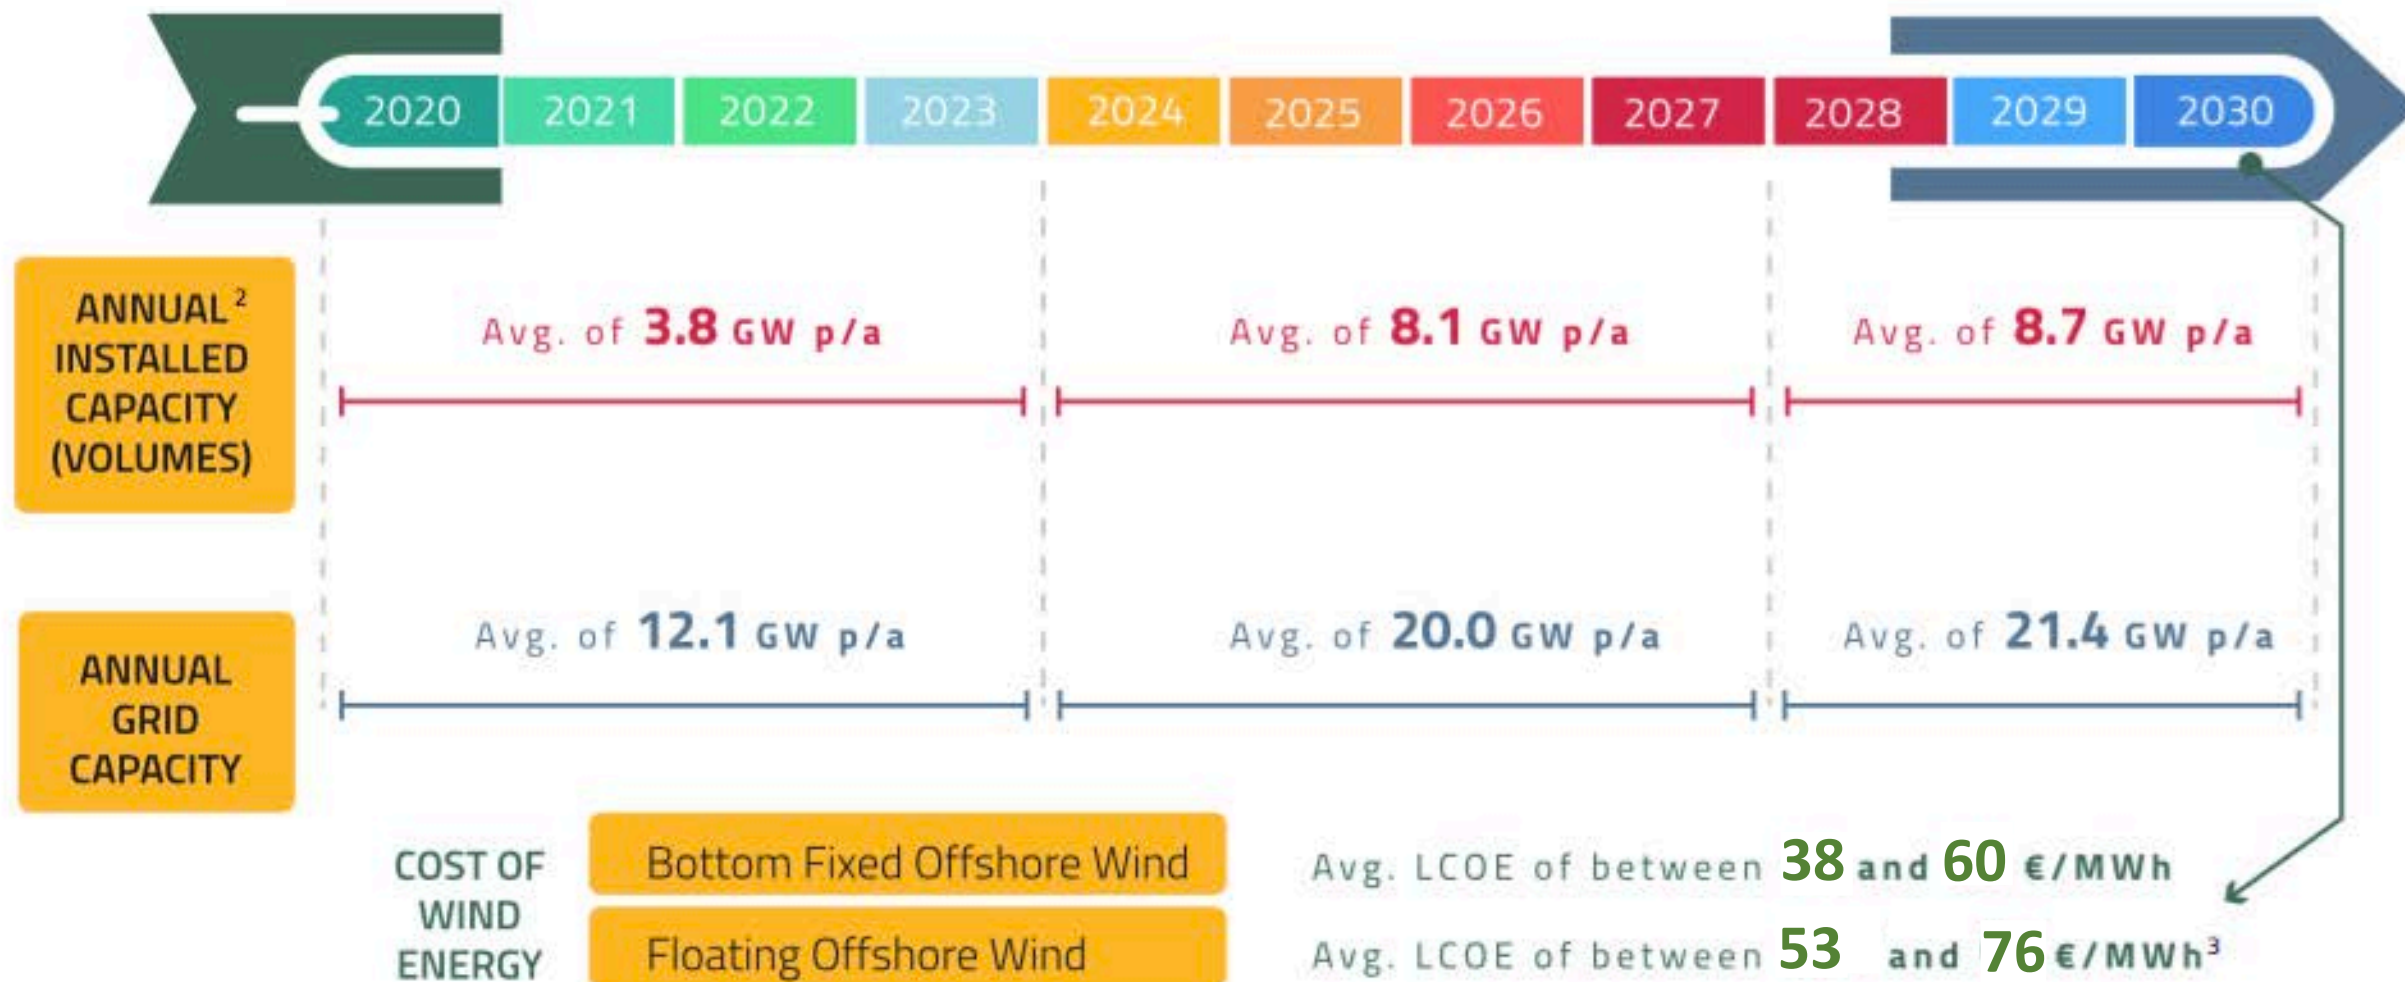 2020 2021 2022 2023 2024 2025 2026 2027 2028 2029 2030
ANNUAL²
INSTALLED
CAPACITY
(VOLUMES)
Avg. of 3.8 GW p/a
Avg. of 8.1 GW p/a
Avg. of 8.7 GW p/a
ANNUAL
GRID
CAPACITY
Avg. of 12.1 GW p/a
Avg. of 20.0 GW p/a
Avg. of 21.4 GW p/a
COST OF
WIND
ENERGY
Bottom Fixed Offshore Wind
Avg. LCOE of between 38 and 60 €/MWh
Floating Offshore Wind
Avg. LCOE of between 53 and 76 €/MWh³